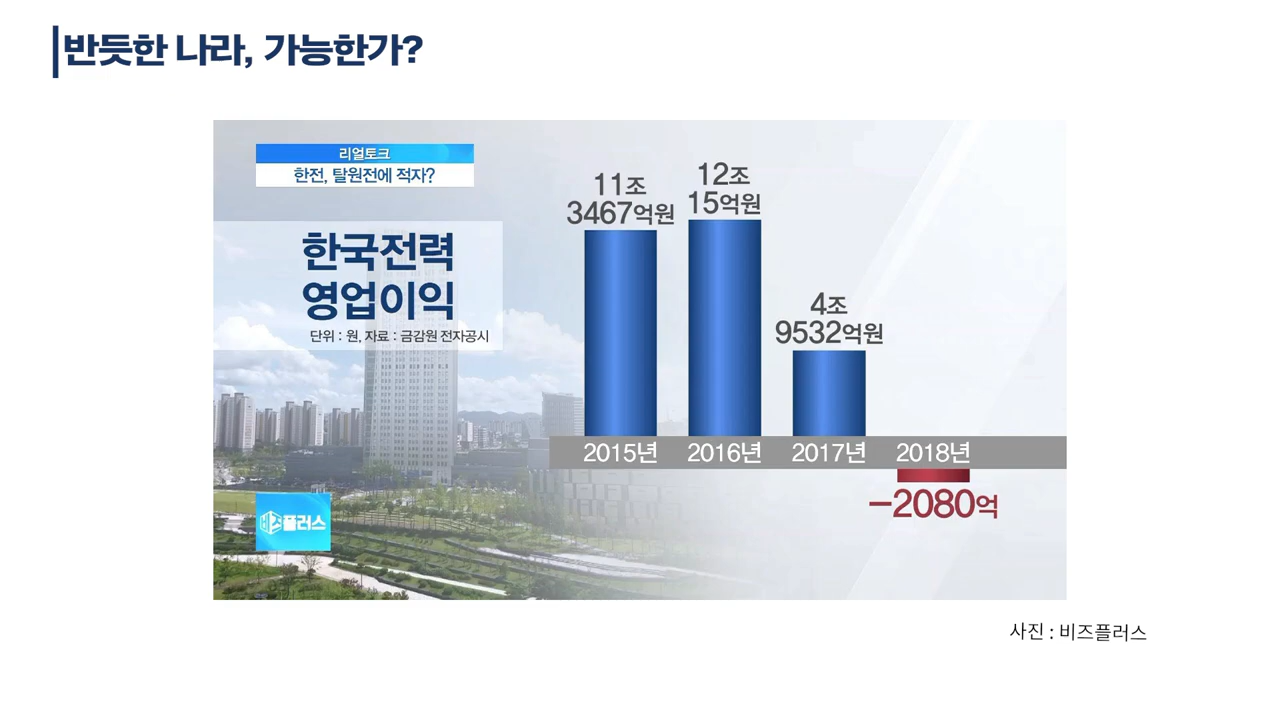 반듯한 나라, 가능한가?
리얼토크
한전, 탈원전에 적자?
한국전력
영업이익
단위 : 원, 자료 : 금감원 전자공시
11조
3467억원
12조
15억원
4조
9532억원
2015년
2016년
2017년
2018년
-2080억
비즈플러스
사진 : 비즈플러스